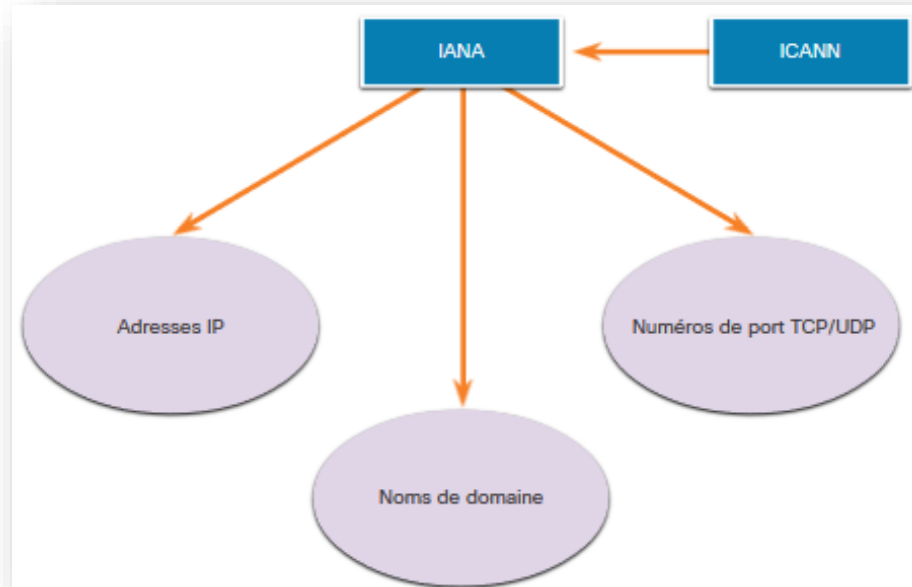 IANA
ICANN
Adresses IP
Numéros de port TCP/UDP
Noms de domaine